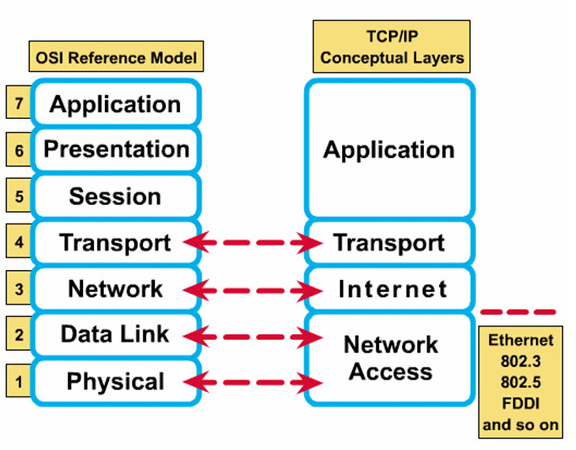 OSI Reference Model
7
Application
6
Presentation
5
Session
4
Transport
3
Network
2
Data Link
1
Physical
TCP/IP
Conceptual Layers
Application
Transport
Internet
Network
Access
Ethernet
802.3
802.5
FDDI
and so on